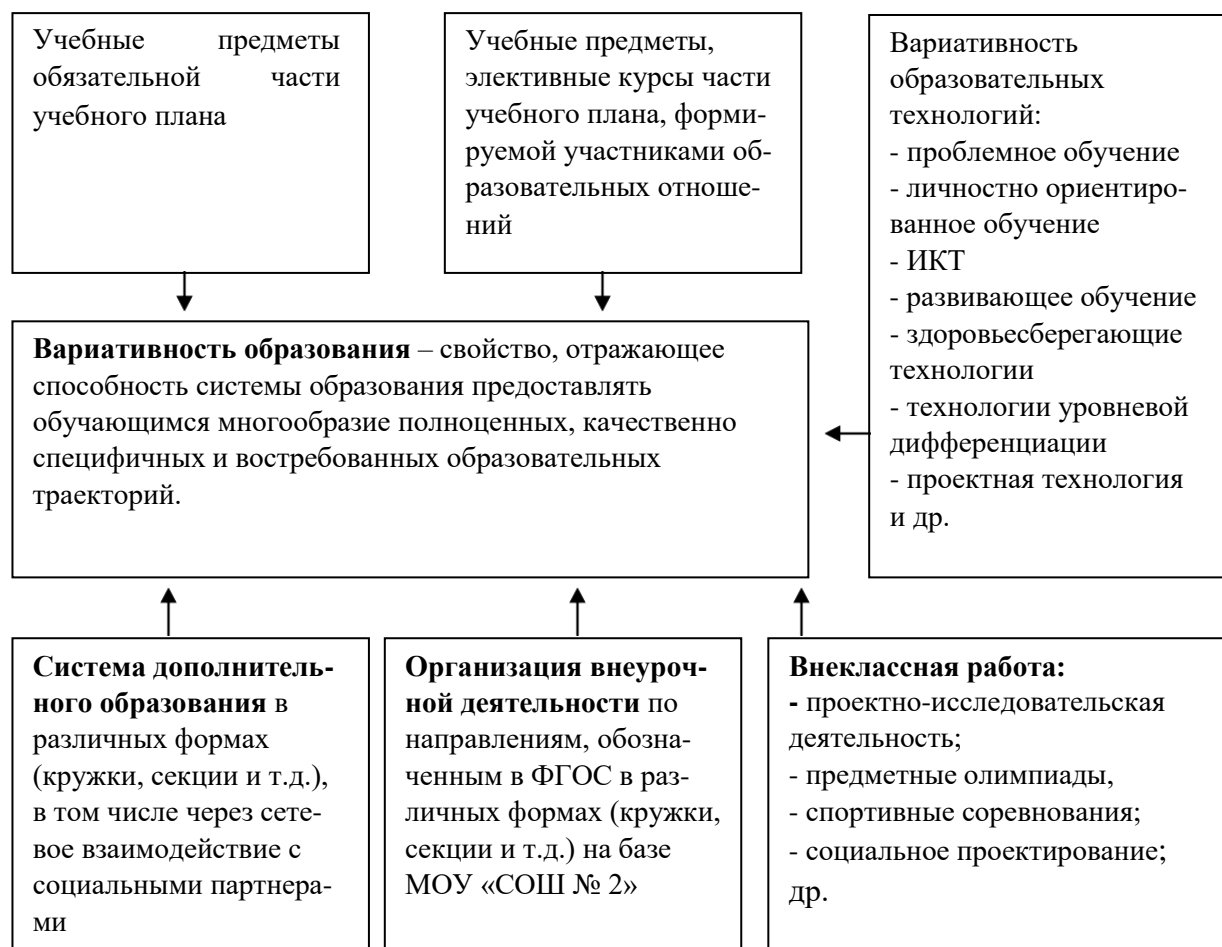 Учебные предметы
обязательной части
учебного плана
Учебные предметы,
элективные курсы части
учебного плана, форми-
руемой участниками об-
разовательных отноше-
ний
Вариативность
образовательных
технологий:
- проблемное обучение
- личностно ориентиро-
ванное обучение
- ИКТ
- развивающее обучение
- здоровьесберегающие
технологии
- технологии уровневой
дифференциации
- проектная технология
и др.
Вариативность образования – свойство, отражающее
способность системы образования предоставлять
обучающимся многообразие полноценных, качественно
специфичных и востребованных образовательных
траекторий.
Система дополнитель-
ного образования в
различных формах
(кружки, секции и т.д.),
в том числе через сете-
вое взаимодействие с
социальными партнера-
ми
Организация внеуроч-
ной деятельности по
направлениям, обозна-
ченным в ФГОС в раз-
личных формах (кружки,
секции и т.д.) на базе
МОУ «СОШ № 2»
Внеклассная работа:
- проектно-исследовательская
деятельность;
- предметные олимпиады,
- спортивные соревнования;
- социальное проектирование;
др.